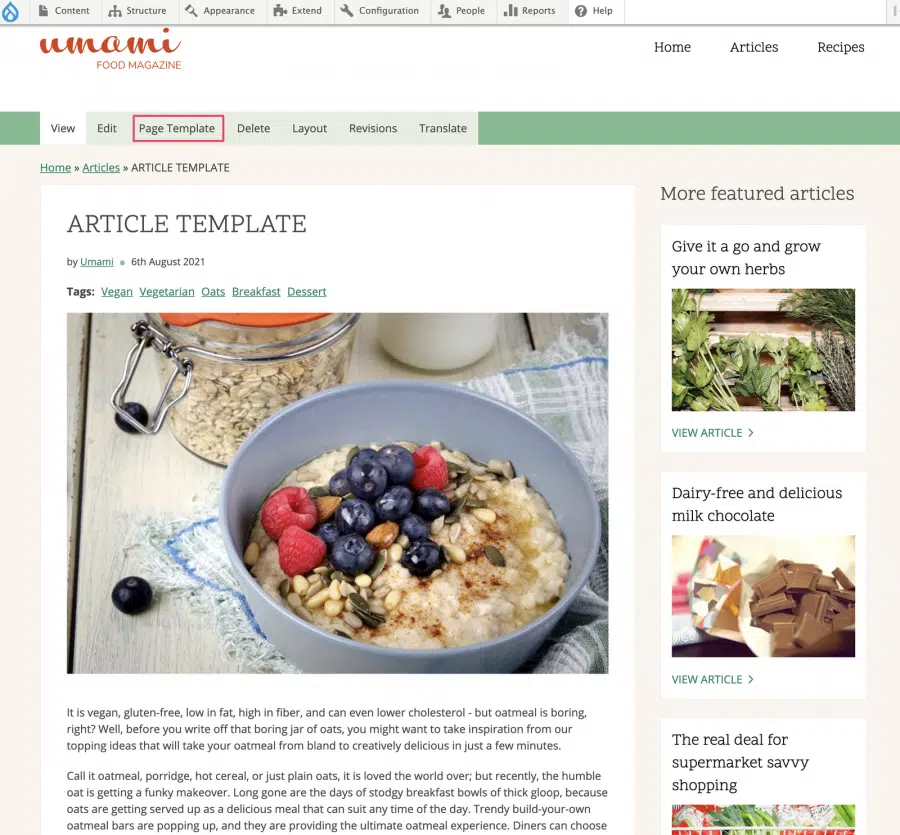 Content Structure Appearance Extend Configuration People Reports Help
umami
FOOD MAGAZINE
Home Articles Recipes
View Edit Page Template Delete Layout Revisions Translate
Home » Articles » ARTICLE TEMPLATE
ARTICLE TEMPLATE
by Umami • 6th August 2021
Tags: Vegan Vegetarian Oats Breakfast Dessert
It is vegan, gluten-free, low in fat, high in fiber, and can even lower cholesterol - but oatmeal is boring,
right? Well, before you write off that boring jar of oats, you might want to take inspiration from our
topping ideas that will take your oatmeal from bland to creatively delicious in just a few minutes.
Call it oatmeal, porridge, hot cereal, or just plain oats, it is loved the world over; but recently, the humble
oat is getting a funky makeover. Long gone are the days of stodgy breakfast bowls of thick gloop, because
oats are getting served up as a delicious meal that can suit any time of the day. Trendy build-your-own
oatmeal bars are popping up, and they are providing the ultimate oatmeal experience. Diners can choose
More featured articles
Give it a go and grow
your own herbs
VIEW ARTICLE >
Dairy-free and delicious
milk chocolate
VIEW ARTICLE >
The real deal for
supermarket savvy
shopping